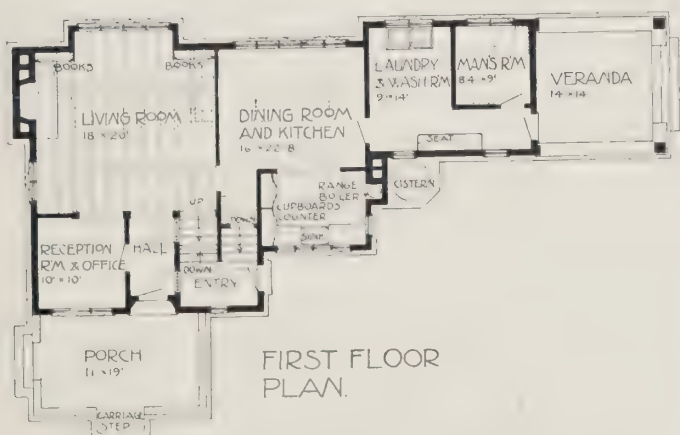 BOOKS
BOOKS
LIVING ROOM
18'×20'
DINING ROOM
AND KITCHEN
16'×22'8
LAUNDRY
& WASH R'M
9'×14'
MAN'S R'M
8'4×9'
VERANDA
14'×14'
SEAT
CISTERN
RANGE
BOILER
CUPBOARDS
COUNTER
SINK
UP
DOWN
RECEPTION
R'M & OFFICE
10'×10'
HALL
DOWN
ENTRY
PORCH
11'×19'
CARRIAGE
STEP
FIRST FLOOR
PLAN.